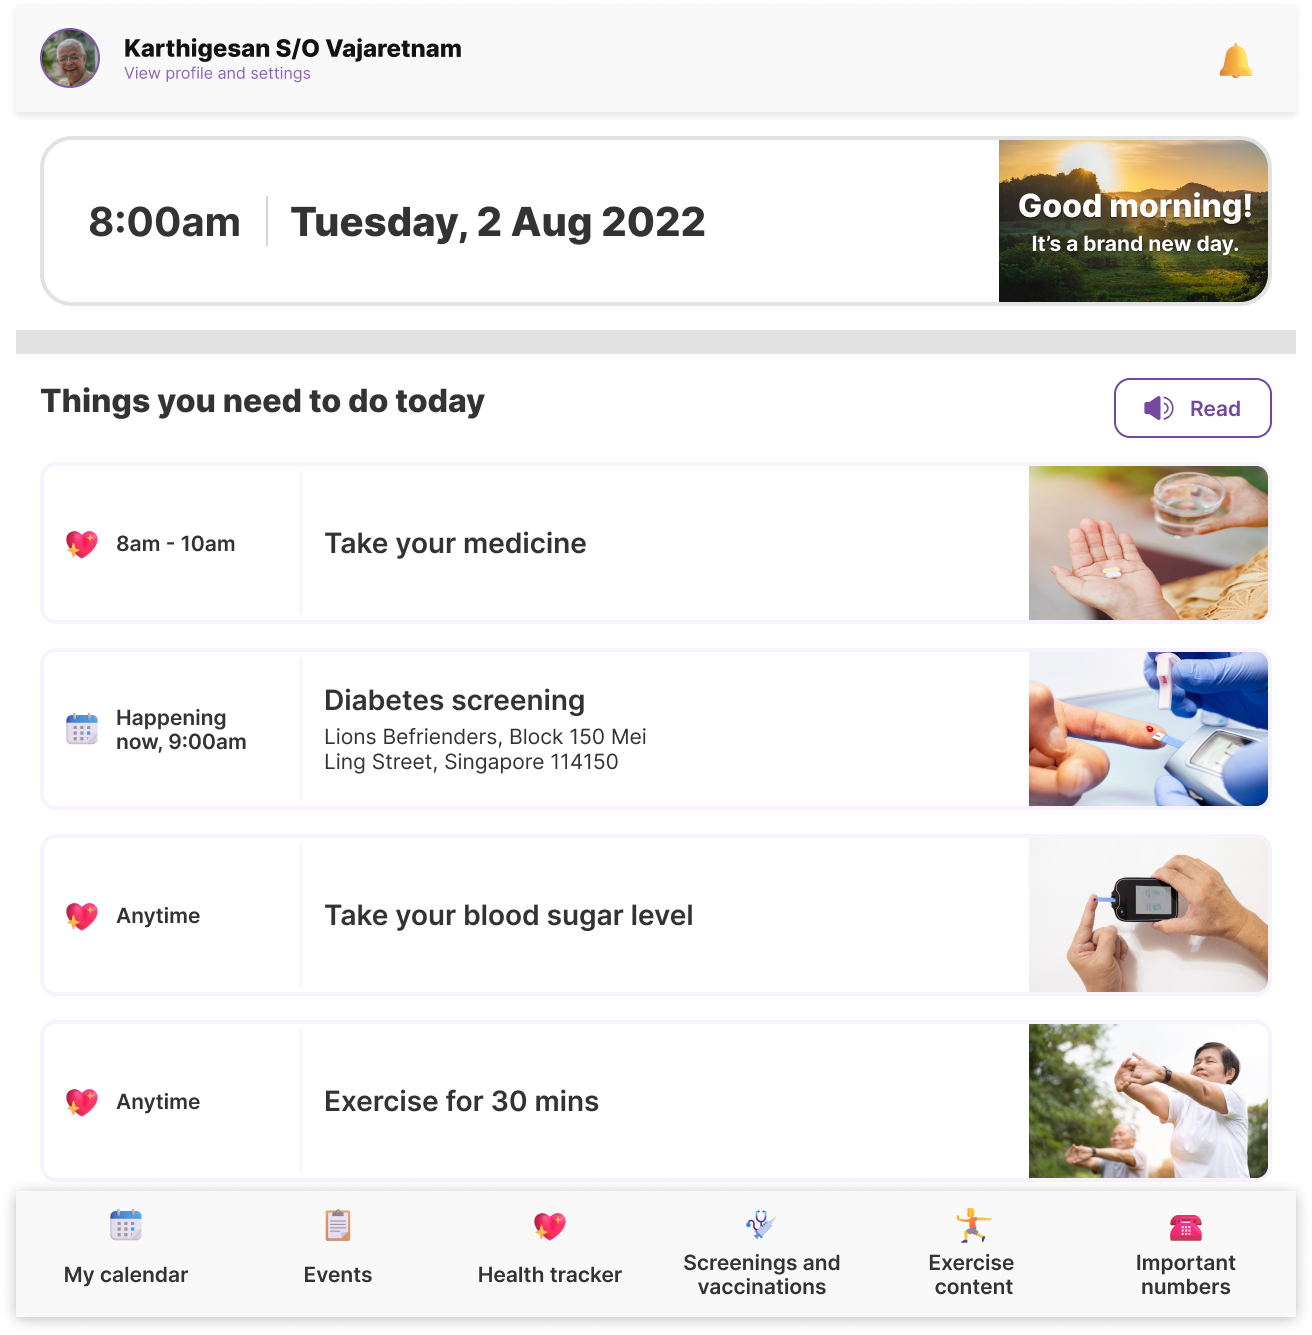 Karthigesan S/O Vajaretnam
View profile and settings
8:00am
Tuesday, 2 Aug 2022
Good morning!
It’s a brand new day.
Things you need to do today
Read
8am - 10am
Take your medicine
Happening
now, 9:00am
Diabetes screening
Lions Befrienders, Block 150 Mei
Ling Street, Singapore 114150
Anytime
Take your blood sugar level
Anytime
Exercise for 30 mins
My calendar
Events
Health tracker
Screenings and
vaccinations
Exercise
content
Important
numbers